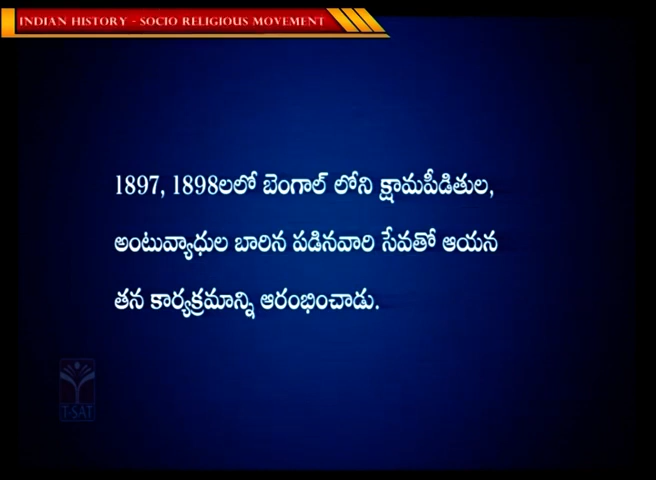 INDIAN HISTORY - SOCIO RELIGIOUS MOVEMENT
1897, 1898లలో బెంగాల్ లోని క్షామపీడితుల,
అంటువ్యాధుల బారిన పడినవారి సేవతో ఆయన
తన కార్యక్రమాన్ని ఆరంభించాడు.
T-SAT